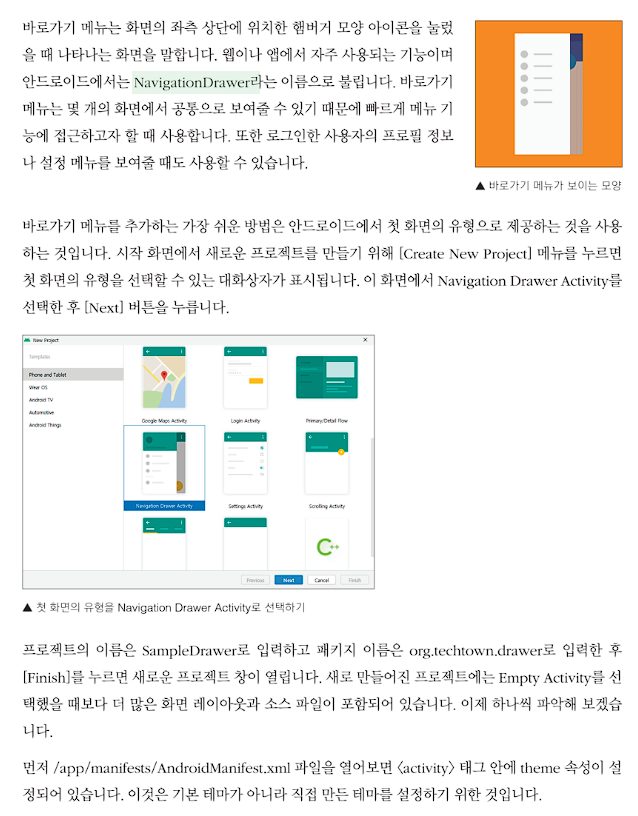 바로가기 메뉴는 화면의 좌측 상단에 위치한 햄버거 모양 아이콘을 눌렀
을 때 나타나는 화면을 말합니다. 웹이나 앱에서 자주 사용되는 기능이며
안드로이드에서는 NavigationDrawer라는 이름으로 불립니다. 바로가기
메뉴는 몇 개의 화면에서 공통으로 보여줄 수 있기 때문에 빠르게 메뉴 기
능에 접근하고자 할 때 사용합니다. 또한 로그인한 사용자의 프로필 정보
나 설정 메뉴를 보여줄 때도 사용할 수 있습니다.
▲ 바로가기 메뉴가 보이는 모양
바로가기 메뉴를 추가하는 가장 쉬운 방법은 안드로이드에서 첫 화면의 유형으로 제공하는 것을 사용
하는 것입니다. 시작 화면에서 새로운 프로젝트를 만들기 위해 [Create New Project] 메뉴를 누르면
첫 화면의 유형을 선택할 수 있는 대화상자가 표시됩니다. 이 화면에서 Navigation Drawer Activity를
선택한 후 [Next] 버튼을 누릅니다.
New Project
Templates
Phone and Tablet
Wear OS
Android TV
Automotive
Android Things
Google Maps Activity
Login Activity
Primary/Detail Flow
Navigation Drawer Activity
Settings Activity
Scrolling Activity
C++
Previous
Next
Cancel
Finish
▲ 첫 화면의 유형을 Navigation Drawer Activity로 선택하기
프로젝트의 이름은 SampleDrawer로 입력하고 패키지 이름은 org.techtown.drawer로 입력한 후
[Finish]를 누르면 새로운 프로젝트 창이 열립니다. 새로 만들어진 프로젝트에는 Empty Activity를 선
택했을 때보다 더 많은 화면 레이아웃과 소스 파일이 포함되어 있습니다. 이제 하나씩 파악해 보겠습
니다.
먼저 /app/manifests/AndroidManifest.xml 파일을 열어보면 〈activity〉 태그 안에 theme 속성이 설
정되어 있습니다. 이것은 기본 테마가 아니라 직접 만든 테마를 설정하기 위한 것입니다.